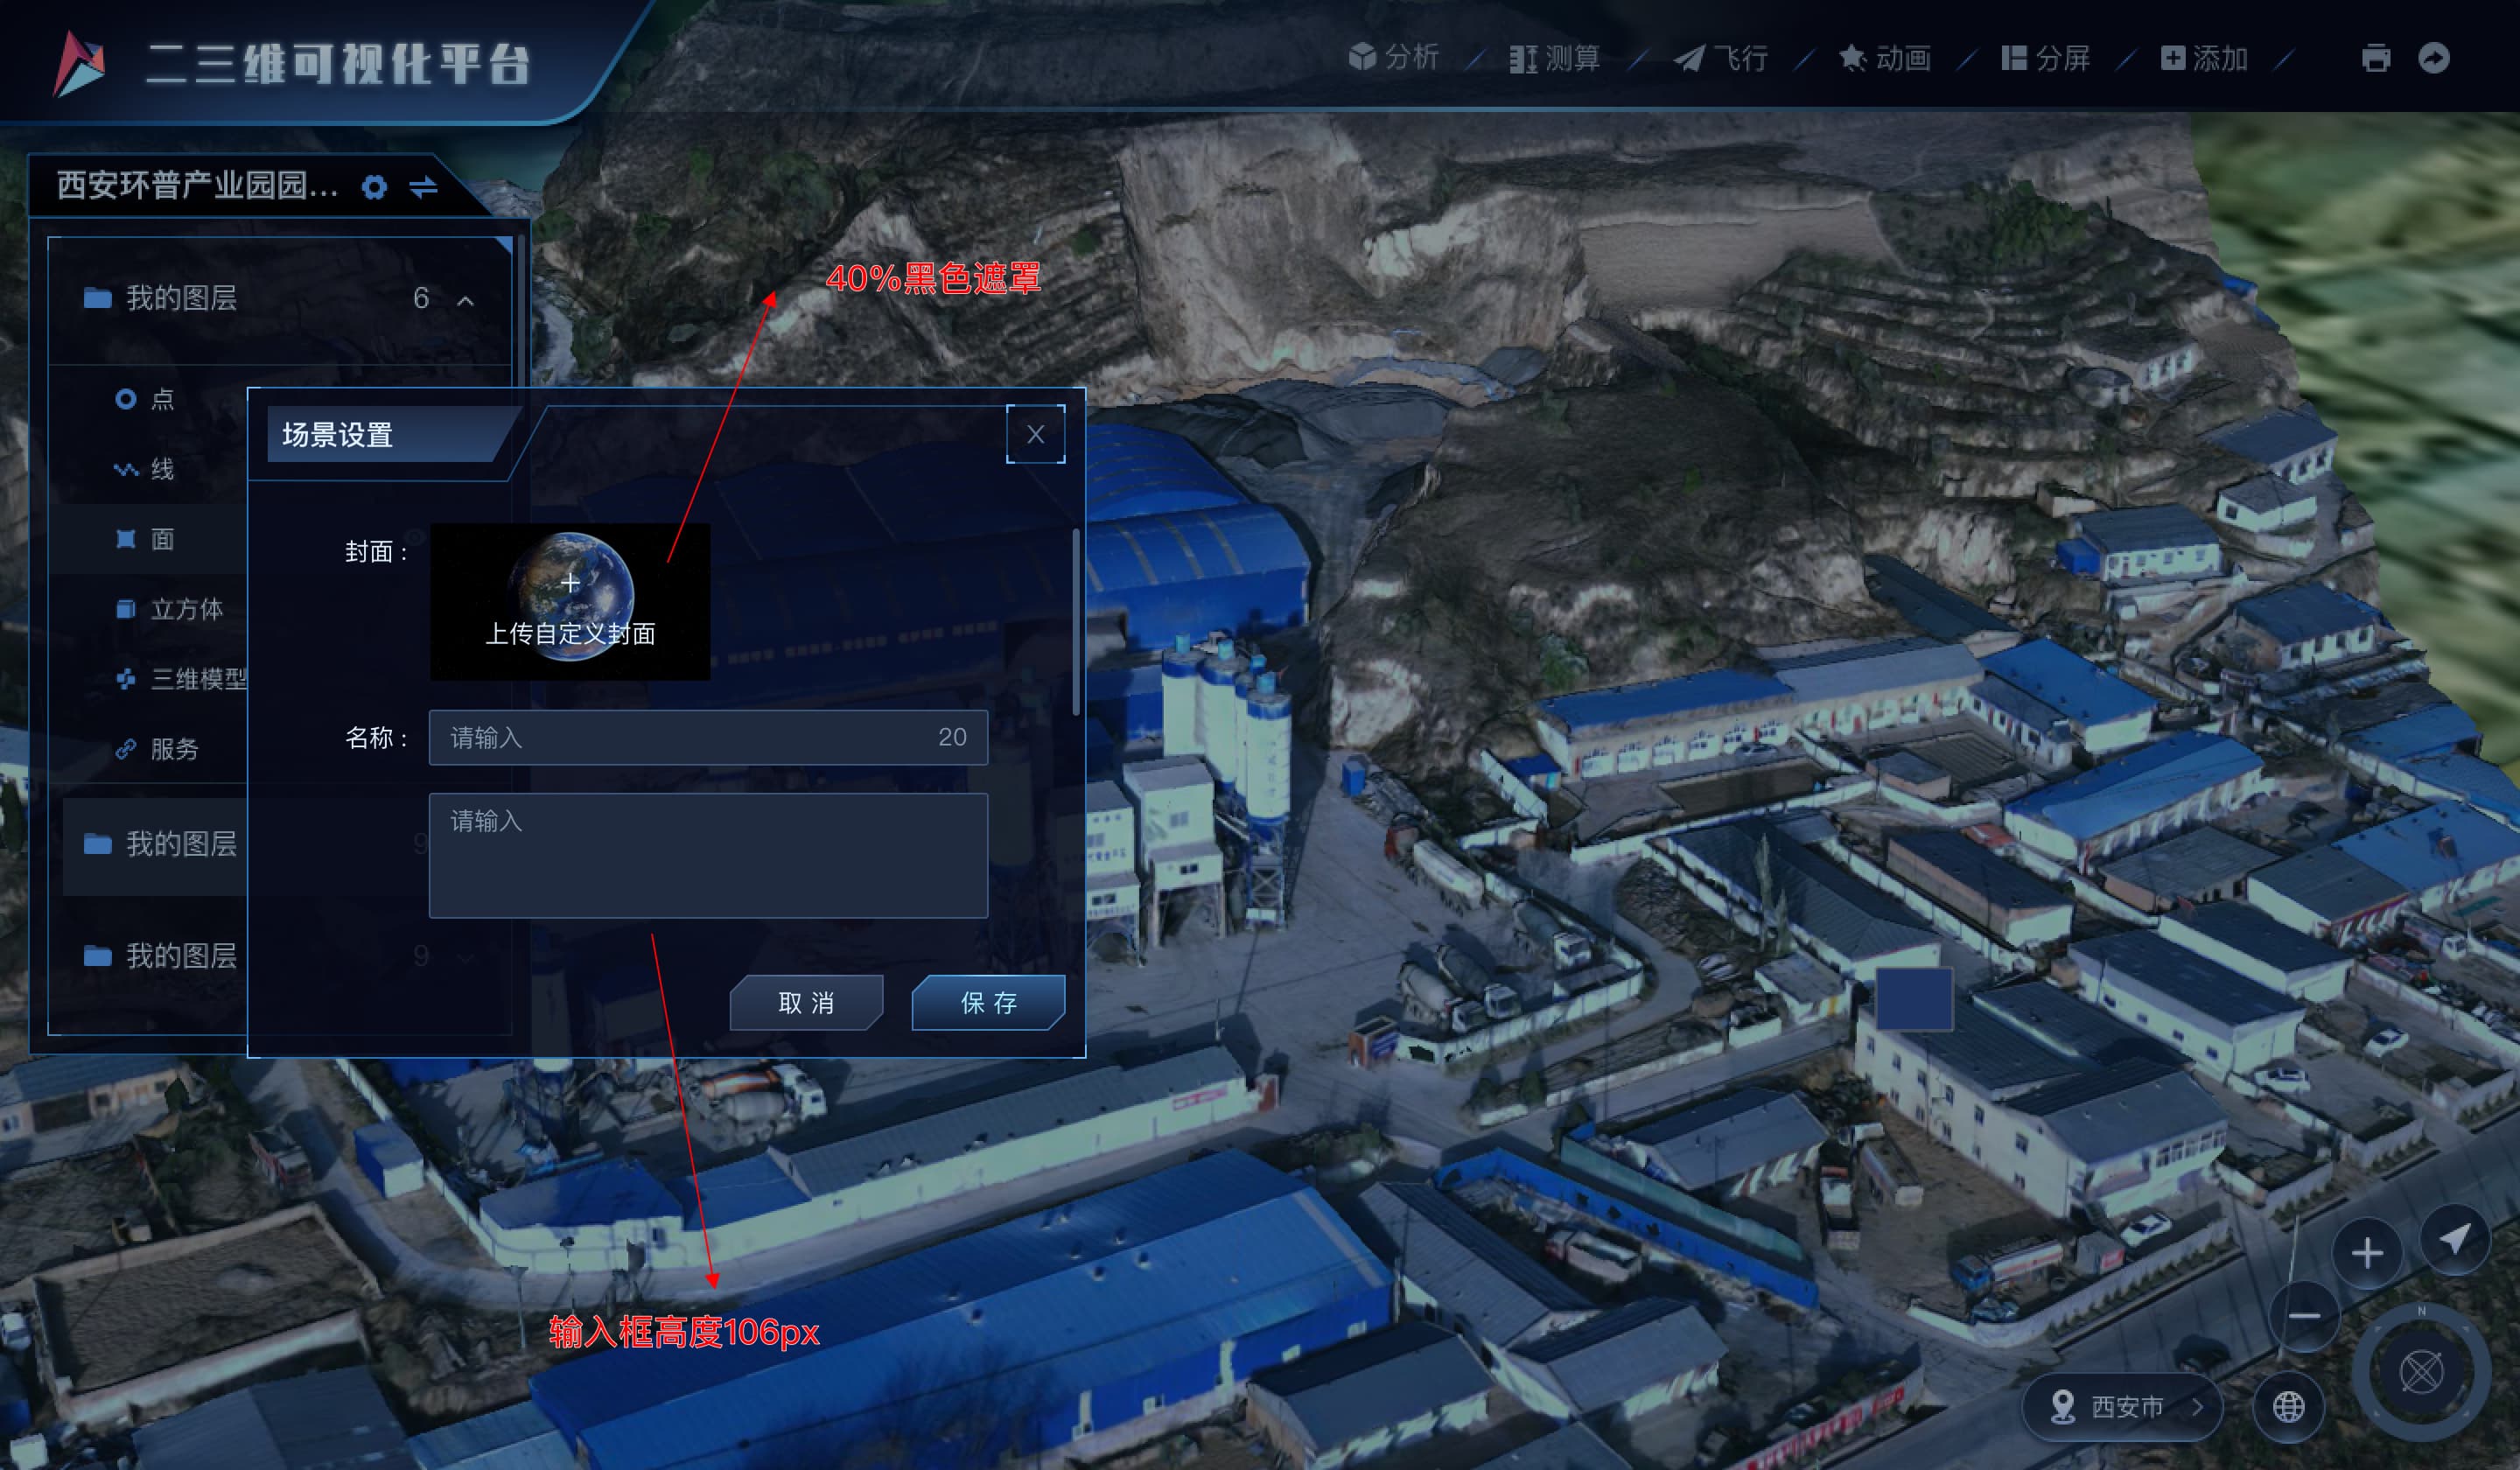 二三维可视化平台
分析
测算
飞行
动画
分屏
添加
西安环普产业园园...
我的图层 6
点
线
面
立方体
三维模型
服务
我的图层 9
我的图层 9
40%黑色遮罩
场景设置
X
封面：
上传自定义封面
名称：
请输入 20
请输入
取 消
保 存
输入框高度106px
N
西安市